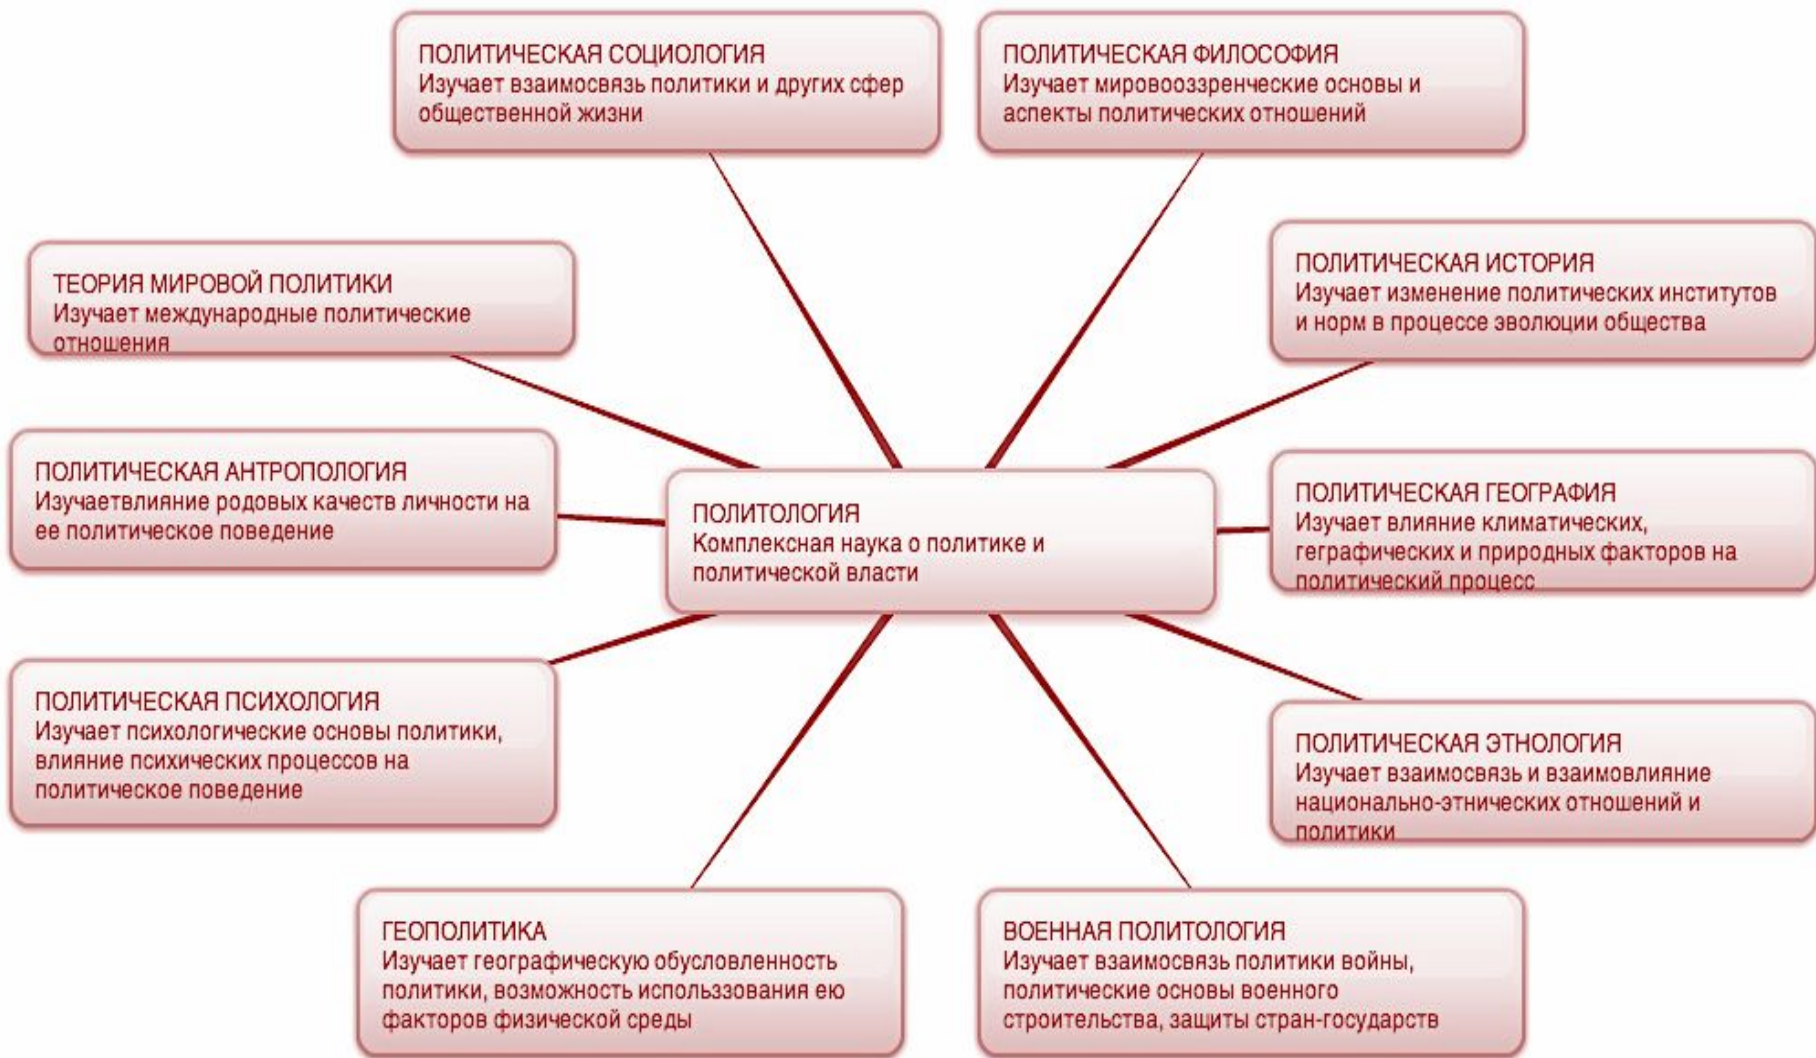 ПОЛИТИЧЕСКАЯ СОЦИОЛОГИЯ
Изучает взаимосвязь политики и других сфер
общественной жизни
ПОЛИТИЧЕСКАЯ ФИЛОСОФИЯ
Изучает мировооззренческие основы и
аспекты политических отношений
ТЕОРИЯ МИРОВОЙ ПОЛИТИКИ
Изучает международные политические
отношения
ПОЛИТИЧЕСКАЯ ИСТОРИЯ
Изучает изменение политических институтов
и норм в процессе эволюции общества
ПОЛИТИЧЕСКАЯ АНТРОПОЛОГИЯ
Изучаетвлияние родовых качеств личности на
ее политическое поведение
ПОЛИТОЛОГИЯ
Комплексная наука о политике и
политической власти
ПОЛИТИЧЕСКАЯ ГЕОГРАФИЯ
Изучает влияние климатических,
геграфических и природных факторов на
политический процесс
ПОЛИТИЧЕСКАЯ ПСИХОЛОГИЯ
Изучает психологические основы политики,
влияние психических процессов на
политическое поведение
ПОЛИТИЧЕСКАЯ ЭТНОЛОГИЯ
Изучает взаимосвязь и взаимовлияние
национально-этнических отношений и
политики
ГЕОПОЛИТИКА
Изучает географическую обусловленность
политики, возможность использзования ею
факторов физической среды
ВОЕННАЯ ПОЛИТОЛОГИЯ
Изучает взаимосвязь политики войны,
политические основы военного
строительства, защиты стран-государств